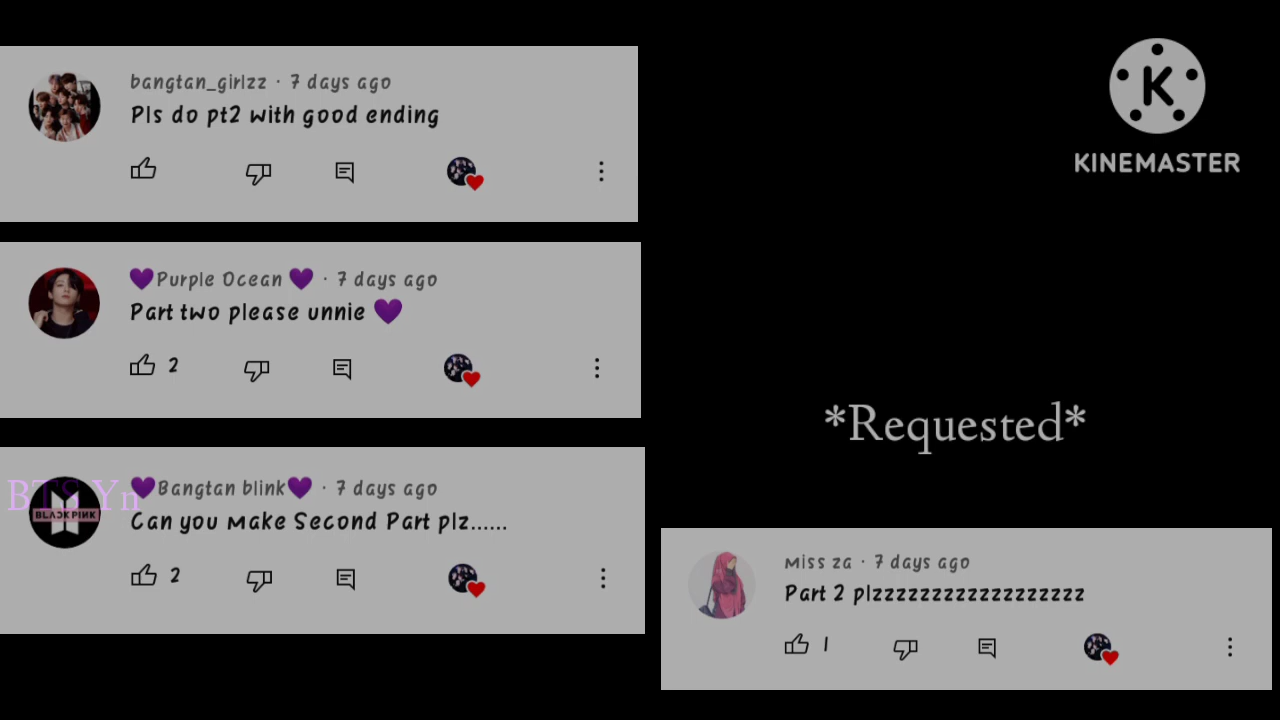 bangtan_girlzz · 7 days ago
Pls do pt2 with good ending
💜Purple Ocean 💜 · 7 days ago
Part two please unnie 💜
2
💜Bangtan blink💜 · 7 days ago
Can you make Second Part plz......
2
BTS Yn
BLACKPINK
K
KINEMASTER
*Requested*
Miss za · 7 days ago
Part 2 plzzzzzzzzzzzzzzzzzz
1